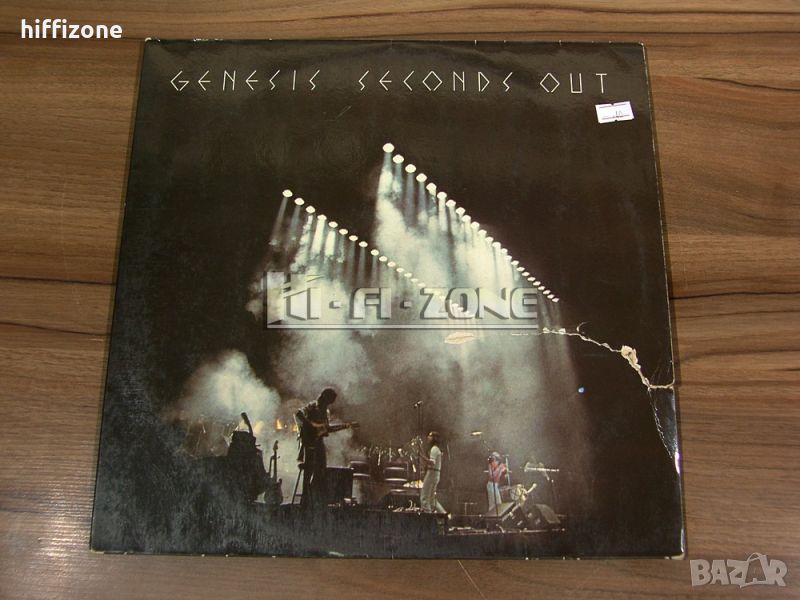 hiffizone
GENESIS SECONDS OUT
HI-FI-ZONE
BAZAR